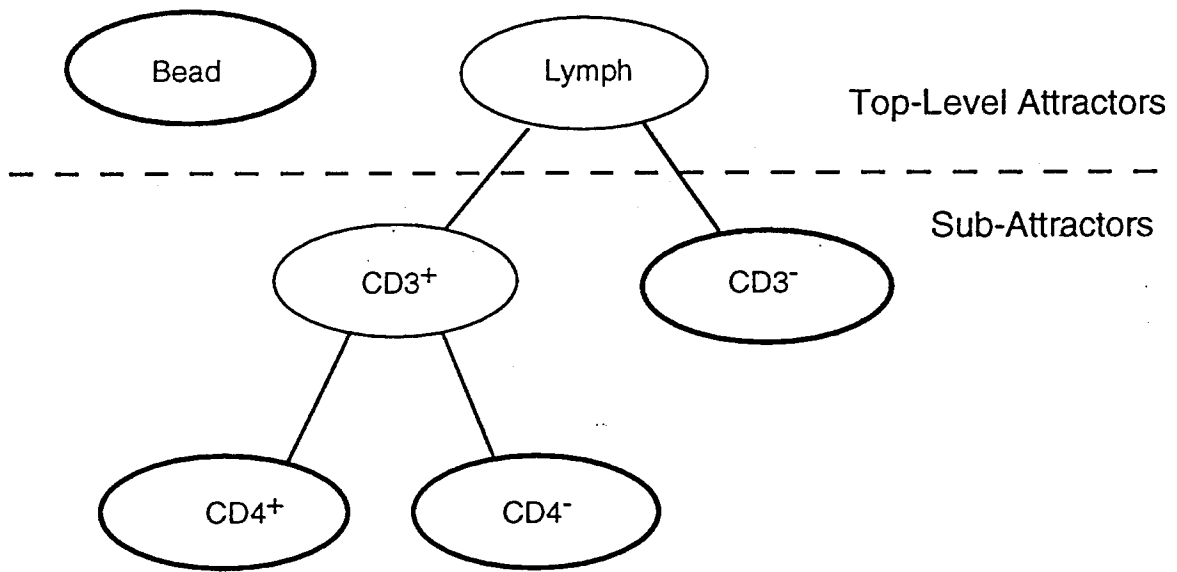 Bead
Lymph
Top-Level Attractors
Sub-Attractors
CD3⁺
CD3⁻
CD4⁺
CD4⁻